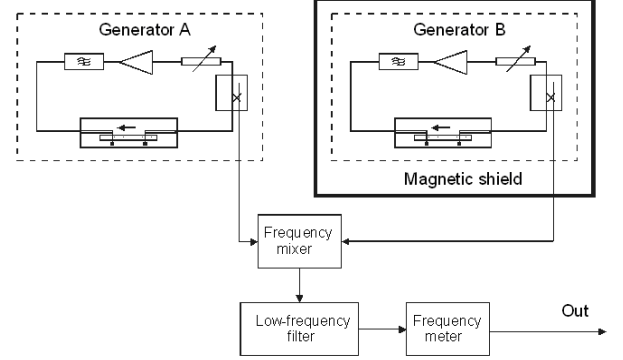 Generator A
Generator B
Magnetic shield
Frequency
mixer
Low-frequency
filter
Frequency
meter
Out